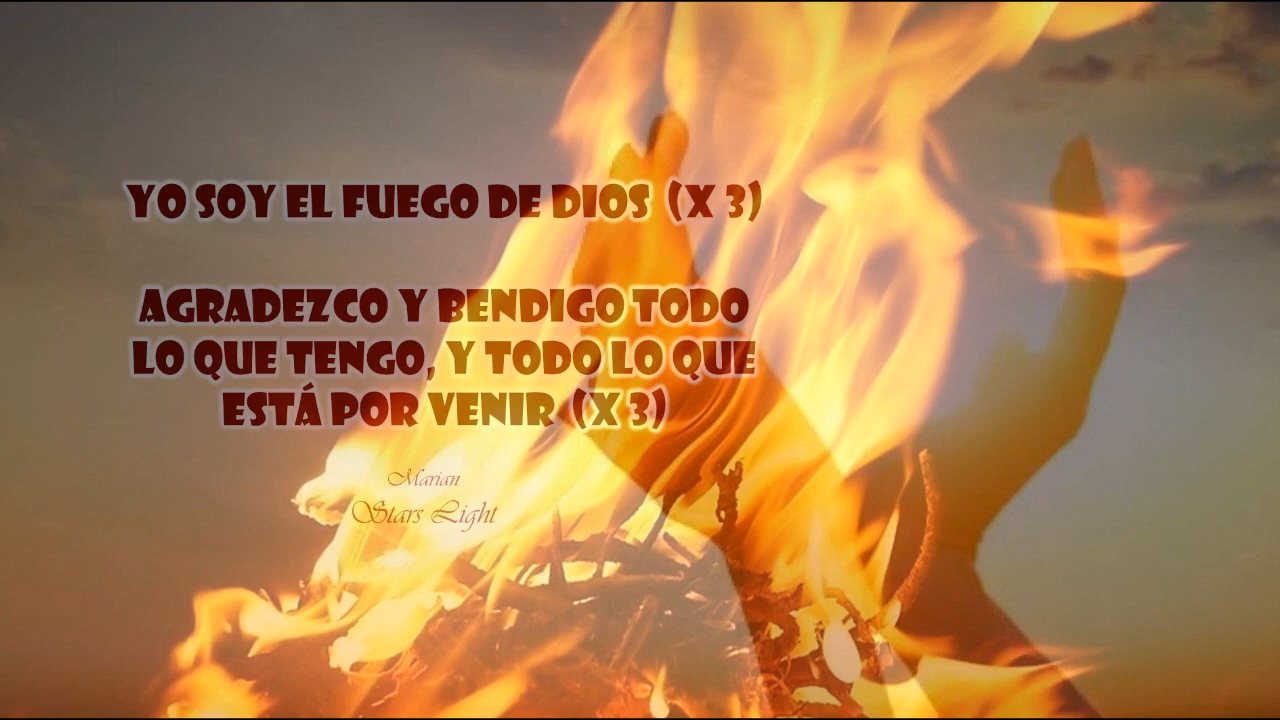 YO SOY EL FUEGO DE DIOS (X 3)
AGRADEZCO Y BENDIGO TODO
LO QUE TENGO, Y TODO LO QUE
ESTÁ POR VENIR (X 3)
Marian
Stars Light